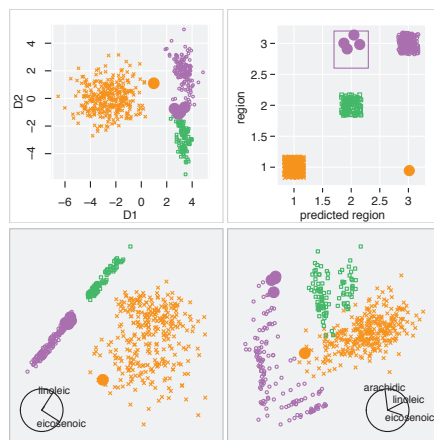 4
2
0
−2
−4
D2
−6
−4
−2
0
2
4
D1
3
2.5
2
1.5
1
region
1
1.5
2
2.5
3
predicted region
linoleic
eicosenoic
arachidic
linoleic
eicosenoic